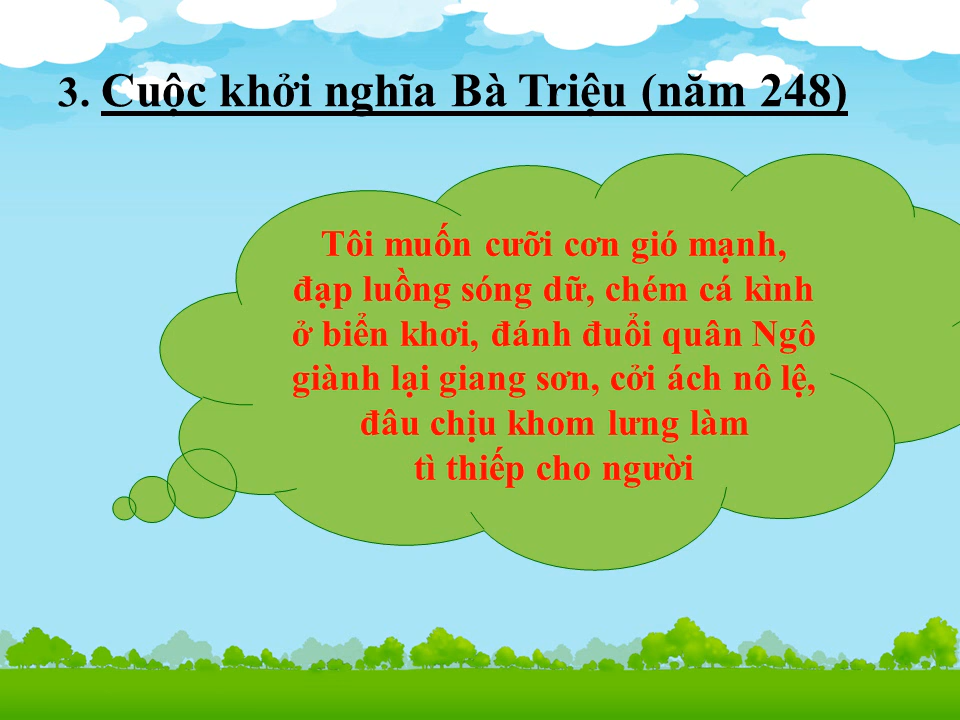 3. Cuộc khởi nghĩa Bà Triệu (năm 248)
Tôi muốn cưỡi cơn gió mạnh,
đạp luồng sóng dữ, chém cá kình
ở biển khơi, đánh đuổi quân Ngô
giành lại giang sơn, cởi ách nô lệ,
đâu chịu khom lưng làm
tì thiếp cho người